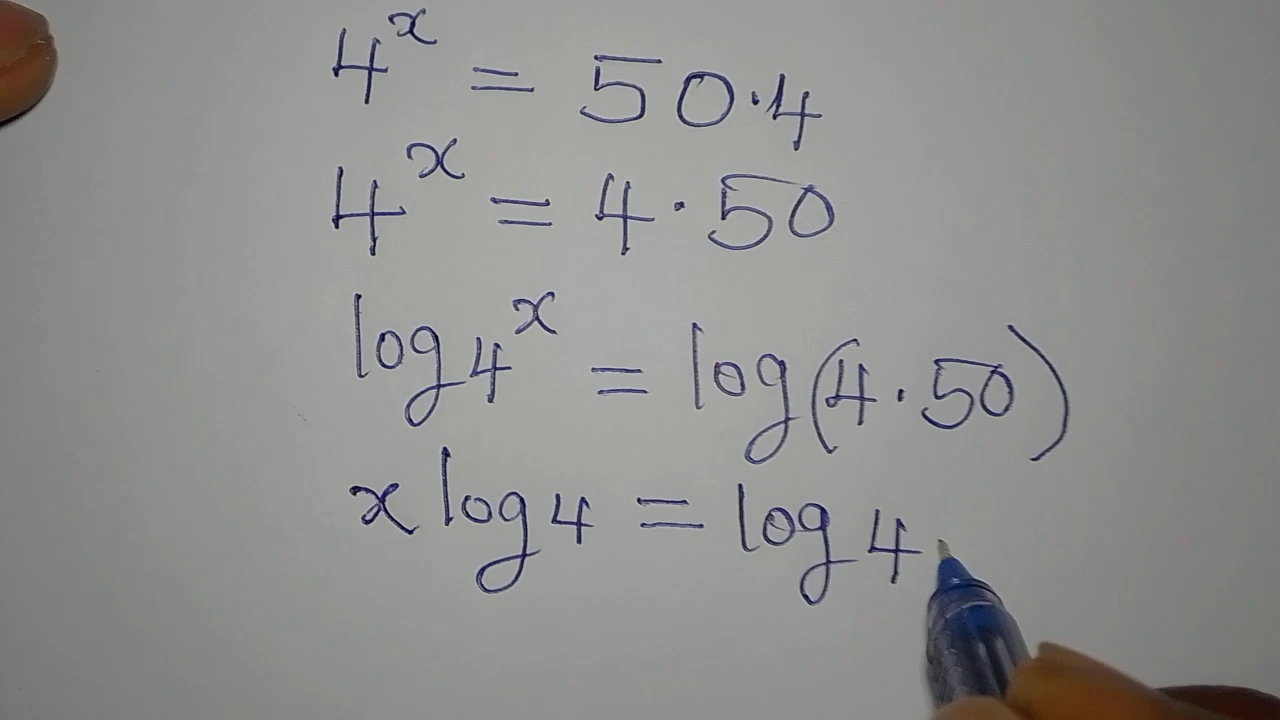 4^x = 50·4
4^x = 4·50
log 4^x = log(4·50)
x log 4 = log 4